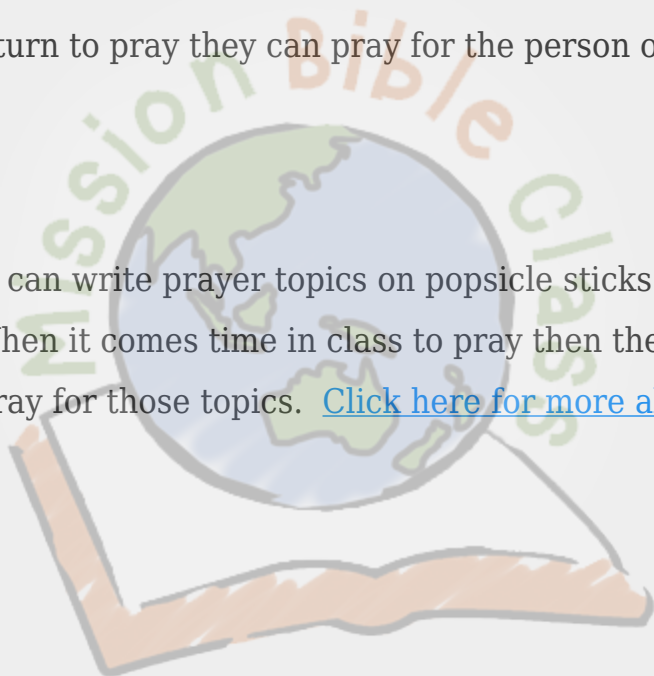 turn to pray they can pray for the person o
Mission Bible Class
can write prayer topics on popsicle sticks
hen it comes time in class to pray then the
ray for those topics. Click here for more a